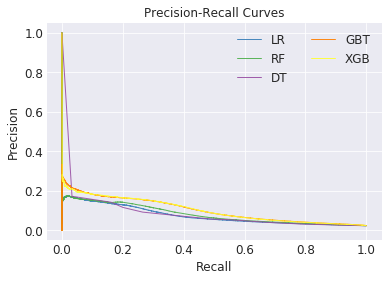 Precision-Recall Curves
1.0
0.8
0.6
0.4
0.2
0.0
Precision
LR
RF
DT
GBT
XGB
0.0 0.2 0.4 0.6 0.8 1.0
Recall